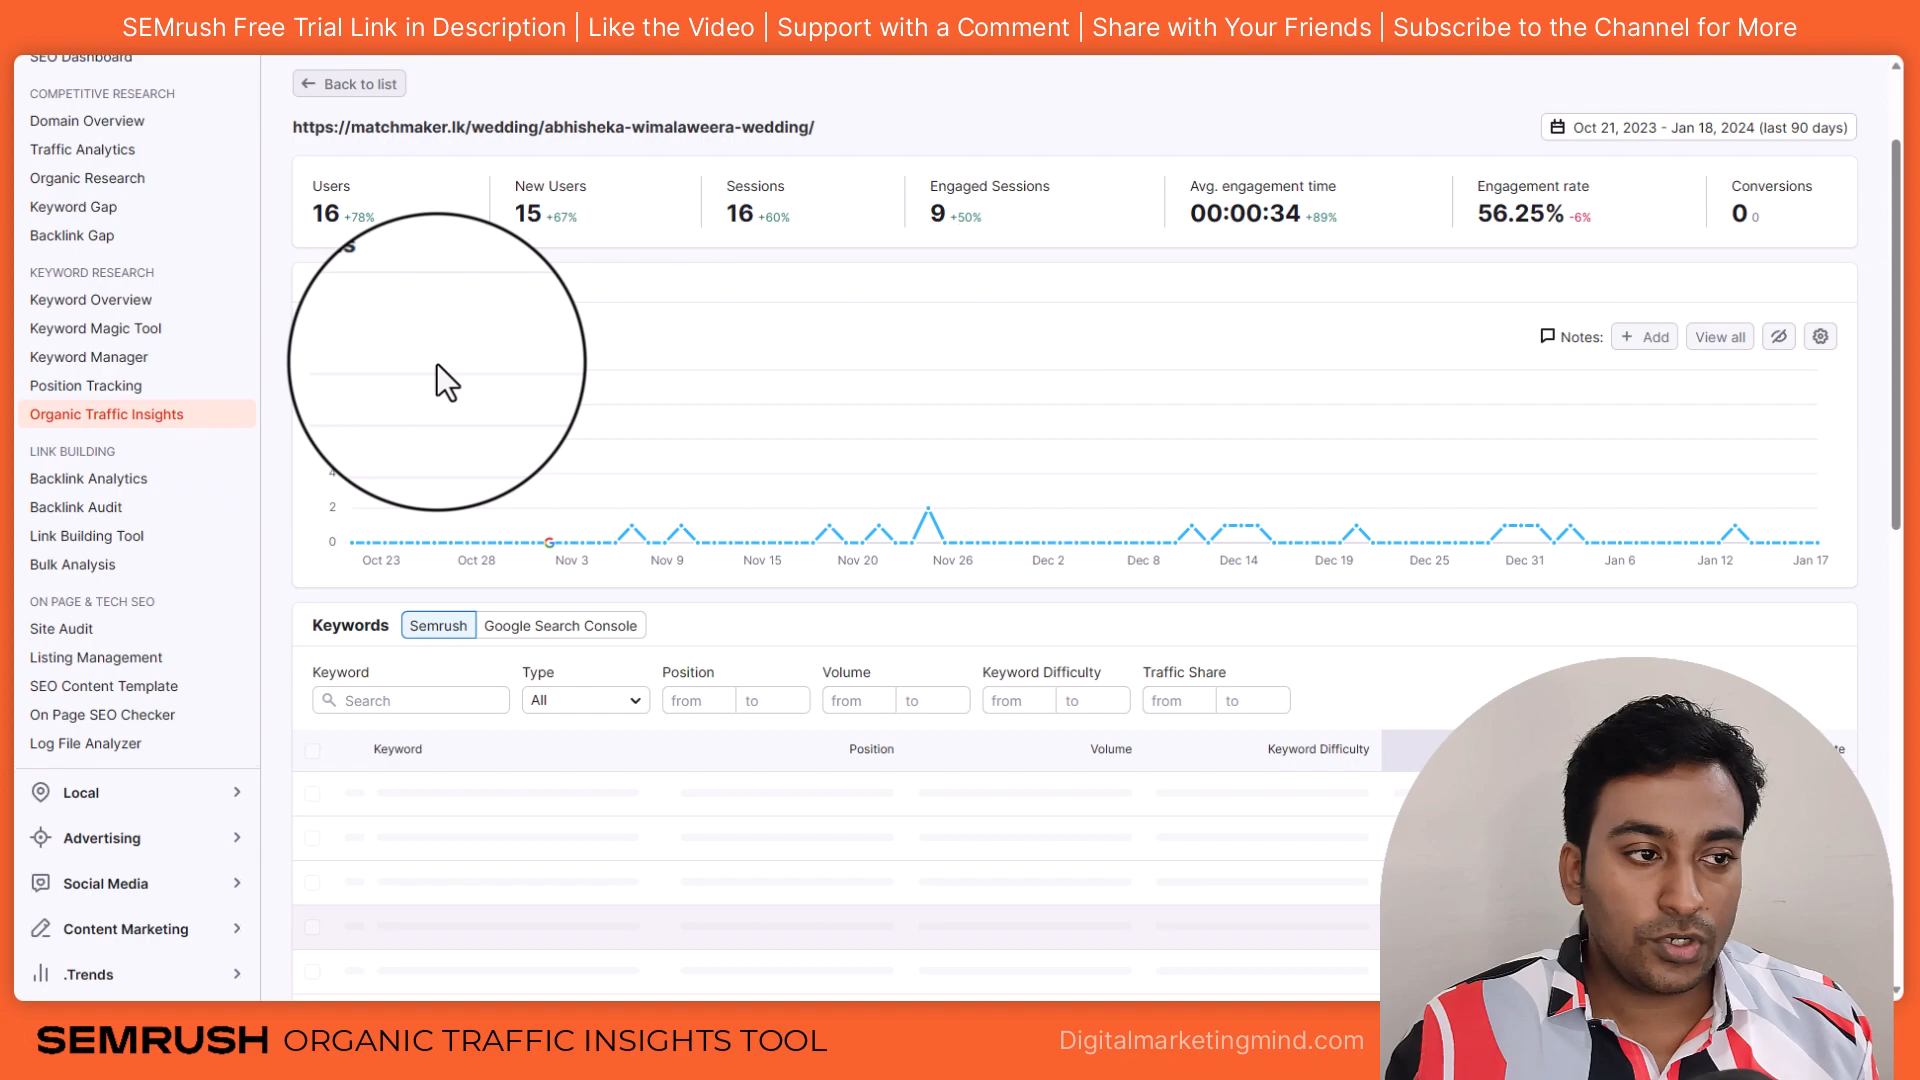 SEMrush Free Trial Link in Description | Like the Video | Support with a Comment | Share with Your Friends | Subscribe to the Channel for More
SEO Dashboard
COMPETITIVE RESEARCH
Domain Overview
Traffic Analytics
Organic Research
Keyword Gap
Backlink Gap
KEYWORD RESEARCH
Keyword Overview
Keyword Magic Tool
Keyword Manager
Position Tracking
Organic Traffic Insights
LINK BUILDING
Backlink Analytics
Backlink Audit
Link Building Tool
Bulk Analysis
ON PAGE & TECH SEO
Site Audit
Listing Management
SEO Content Template
On Page SEO Checker
Log File Analyzer
Local
Advertising
Social Media
Content Marketing
.Trends
← Back to list
https://matchmaker.lk/wedding/abhisheka-wimalaweera-wedding/
Oct 21, 2023 - Jan 18, 2024 (last 90 days)
Users New Users Sessions Engaged Sessions Avg. engagement time Engagement rate Conversions
16 +78% 15 +67% 16 +60% 9 +50% 00:00:34 +89% 56.25% -6% 0 0
Notes: + Add View all
4
2
0
Oct 23 Oct 28 Nov 3 Nov 9 Nov 15 Nov 20 Nov 26 Dec 2 Dec 8 Dec 14 Dec 19 Dec 25 Dec 31 Jan 6 Jan 12 Jan 17
Keywords Semrush Google Search Console
Keyword Type Position Volume Keyword Difficulty Traffic Share
Search All from to from to from to from to
Keyword Position Volume Keyword Difficulty
SEMRUSH ORGANIC TRAFFIC INSIGHTS TOOL
Digitalmarketingmind.com